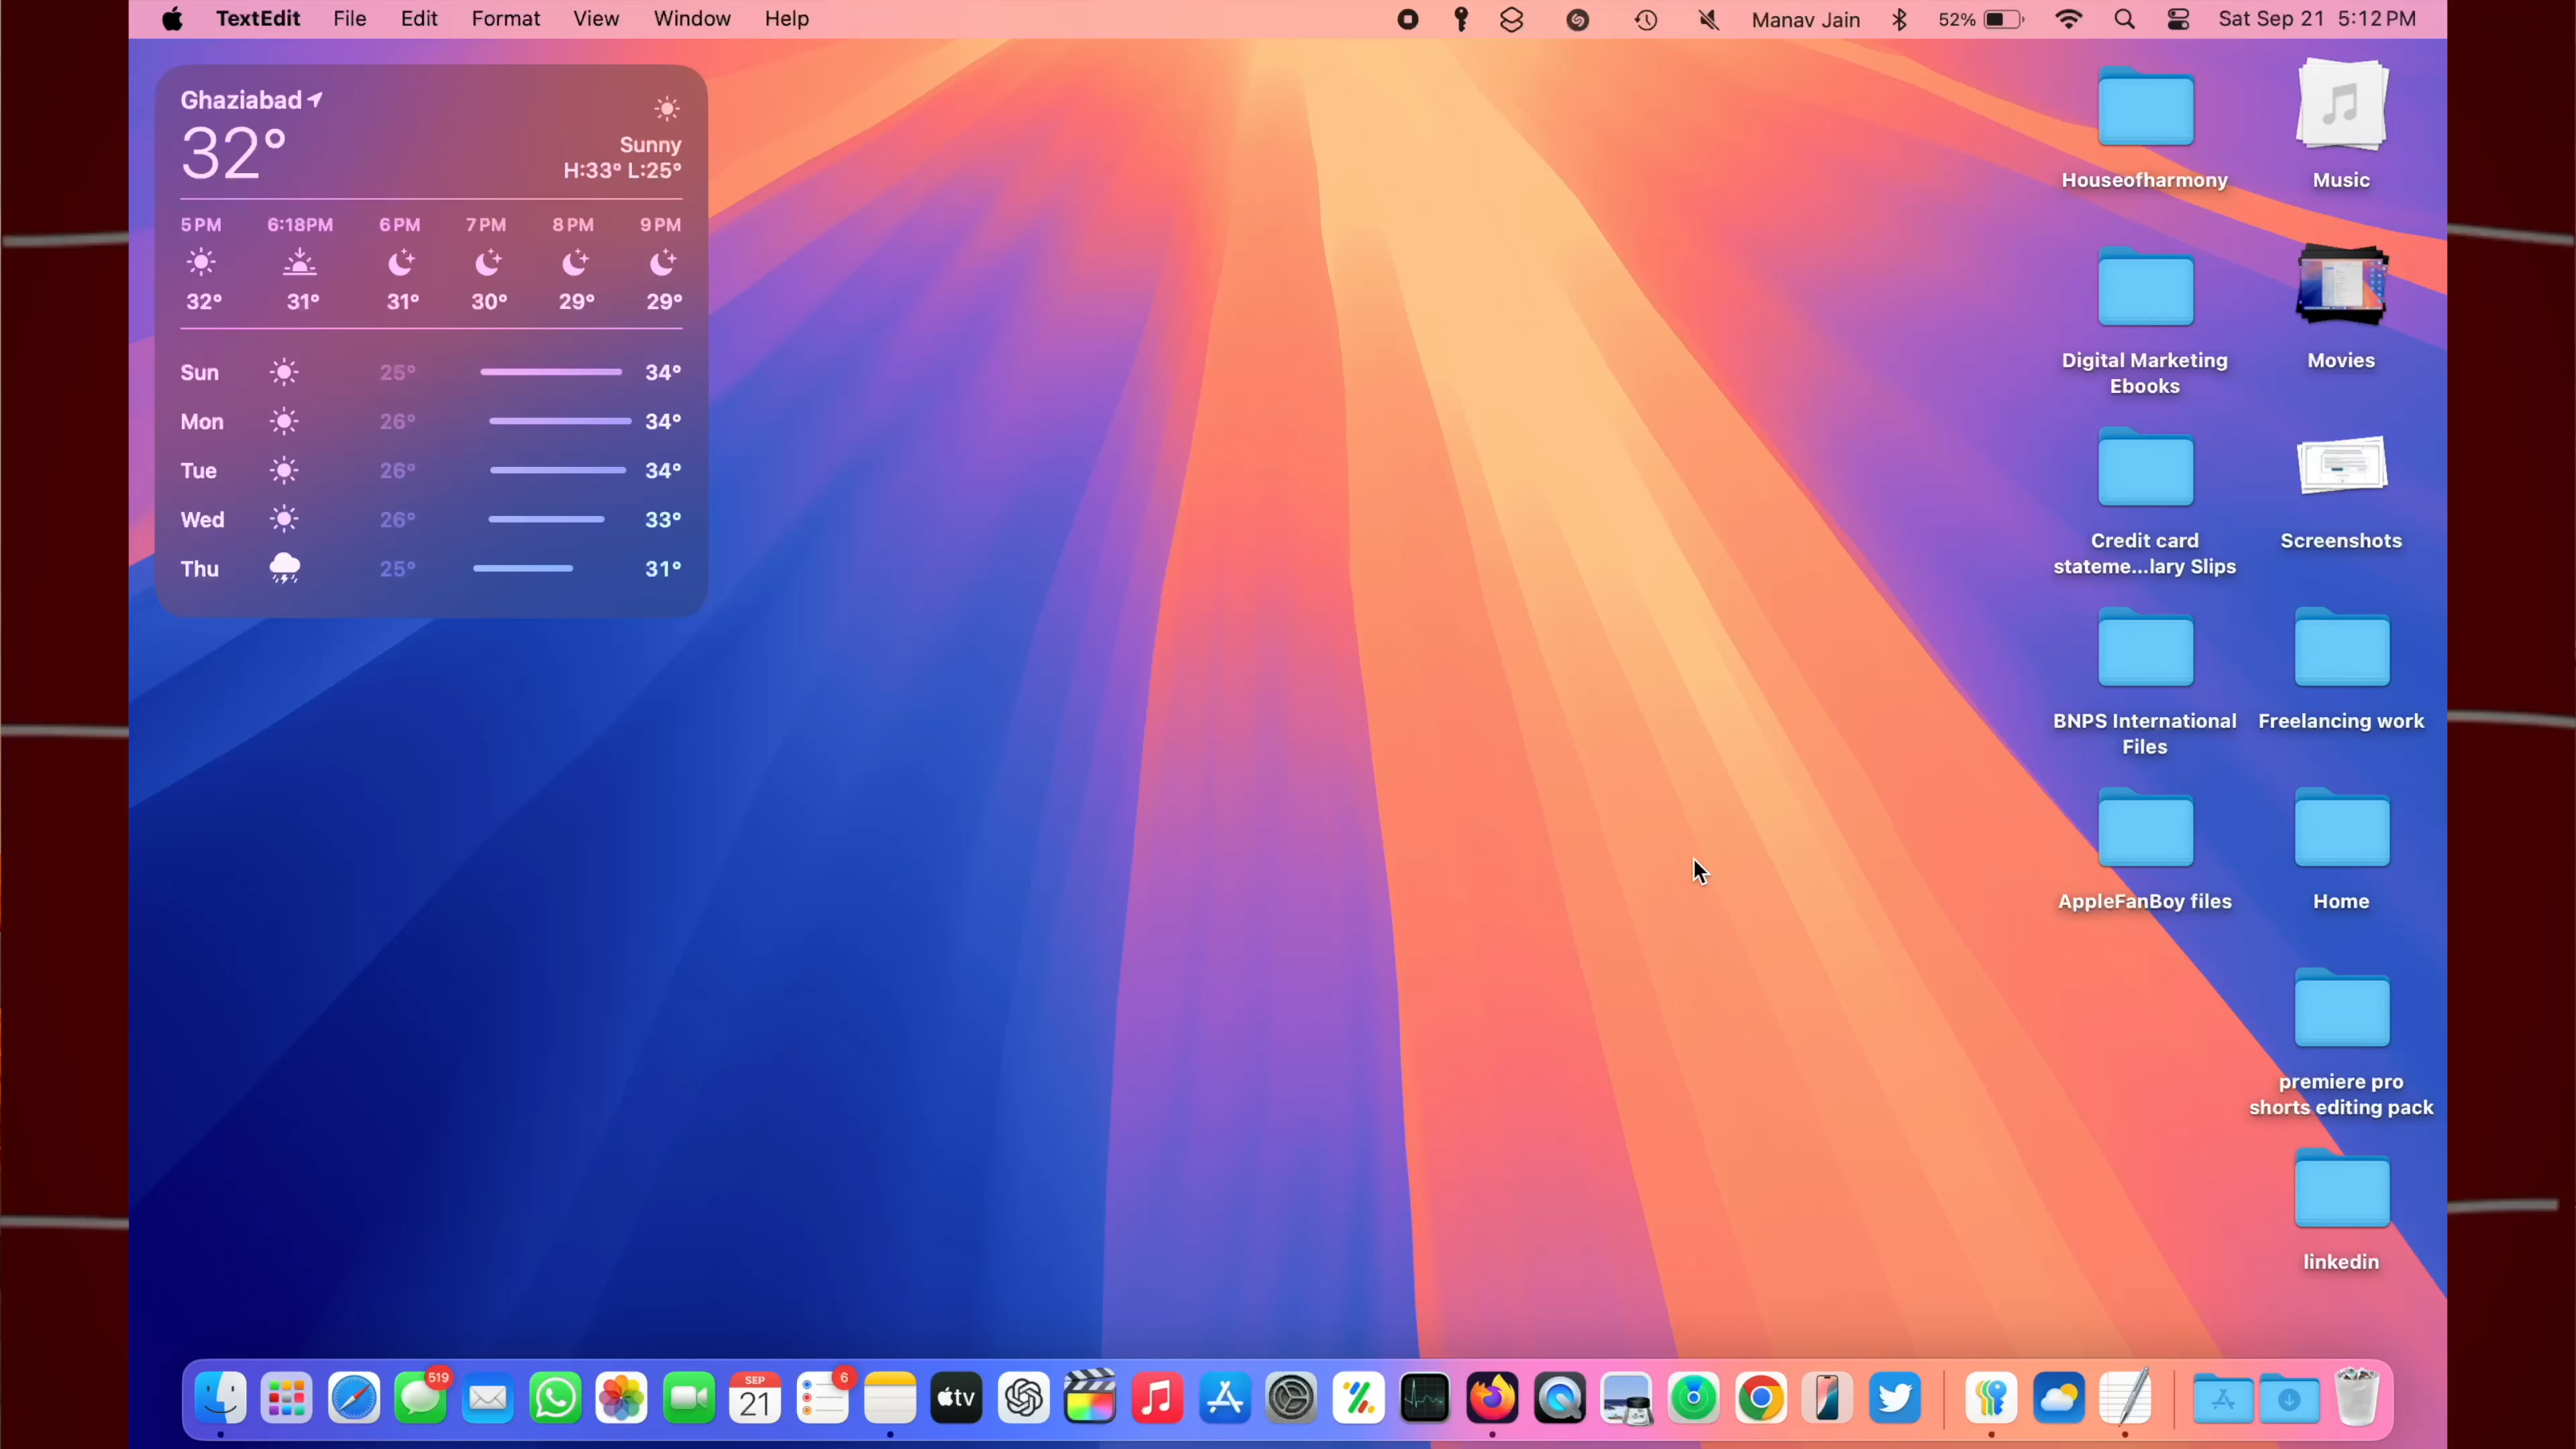 TextEdit File Edit Format View Window Help Manav Jain 52% Sat Sep 21 5:12 PM
Ghaziabad
32°
Sunny
H:33° L:25°
5 PM 6:18PM 6 PM 7 PM 8 PM 9 PM
32° 31° 31° 30° 29° 29°
Sun 25° 34°
Mon 26° 34°
Tue 26° 34°
Wed 26° 33°
Thu 25° 31°
Houseofharmony
Music
Digital Marketing
Ebooks
Movies
Credit card
stateme...lary Slips
Screenshots
BNPS International
Files
Freelancing work
AppleFanBoy files
Home
premiere pro
shorts editing pack
linkedin
519
SEP
21
6
tv